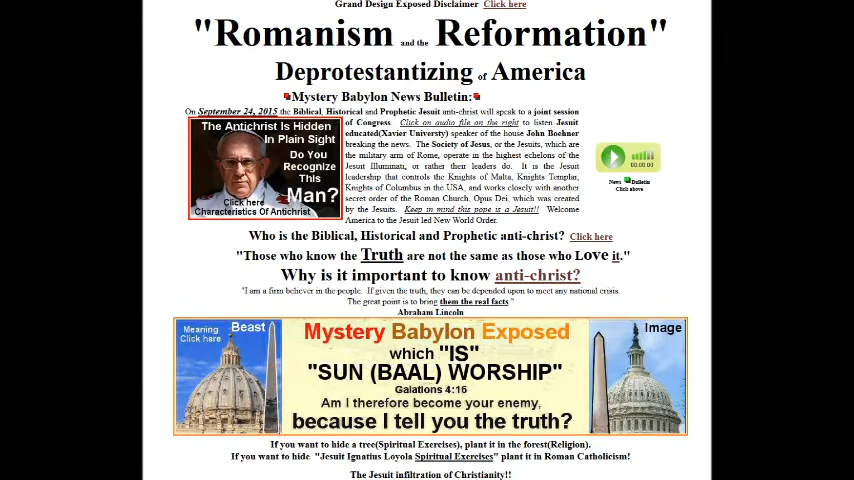 Grand Design Exposed Disclaimer Click here
"Romanism and the Reformation"
Deprotestantizing of America
Mystery Babylon News Bulletin:
On September 24, 2015 the Biblical, Historical and Prophetic Jesuit anti-christ will speak to a joint session
of Congress. Click on audio file on the right to listen Jesuit
educated(Xavier Universty) speaker of the house John Boehner
breaking the news. The Society of Jesus, or the Jesuits, which are
the military arm of Rome, operate in the highest echelons of the
Jesuit Illuminati, or rather their leaders do. It is the Jesuit
leadership that controls the Knights of Malta, Knights Templar,
Knights of Columbus in the USA, and works closely with another
secret order of the Roman Church, Opus Dei, which was created
by the Jesuits. Keep in mind this pope is a Jesuit!! Welcome
America to the Jesuit led New World Order.
The Antichrist Is Hidden
In Plain Sight
Do You
Recognize
This
Man?
Click here
Characteristics Of Antichrist
00:00:00
News Bulletin
Click above
Who is the Biblical, Historical and Prophetic anti-christ? Click here
"Those who know the Truth are not the same as those who Love it."
Why is it important to know anti-christ?
"I am a firm believer in the people. If given the truth, they can be depended upon to meet any national crisis.
The great point is to bring them the real facts."
Abraham Lincoln
Meaning:
Click here
Beast
Mystery Babylon Exposed
which "IS"
"SUN (BAAL) WORSHIP"
Galations 4:16
Am I therefore become your enemy,
because I tell you the truth?
Image
If you want to hide a tree(Spiritual Exercises), plant it in the forest(Religion).
If you want to hide "Jesuit Ignatius Loyola Spiritual Exercises" plant it in Roman Catholicism!
The Jesuit infiltration of Christianity!!